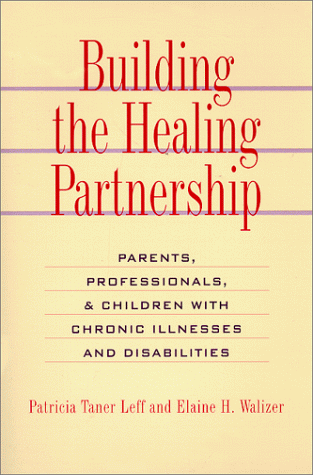 Building
the Healing
Partnership
PARENTS,
PROFESSIONALS,
& CHILDREN WITH
CHRONIC ILLNESSES
AND DISABILITIES
Patricia Taner Leff and Elaine H. Walizer